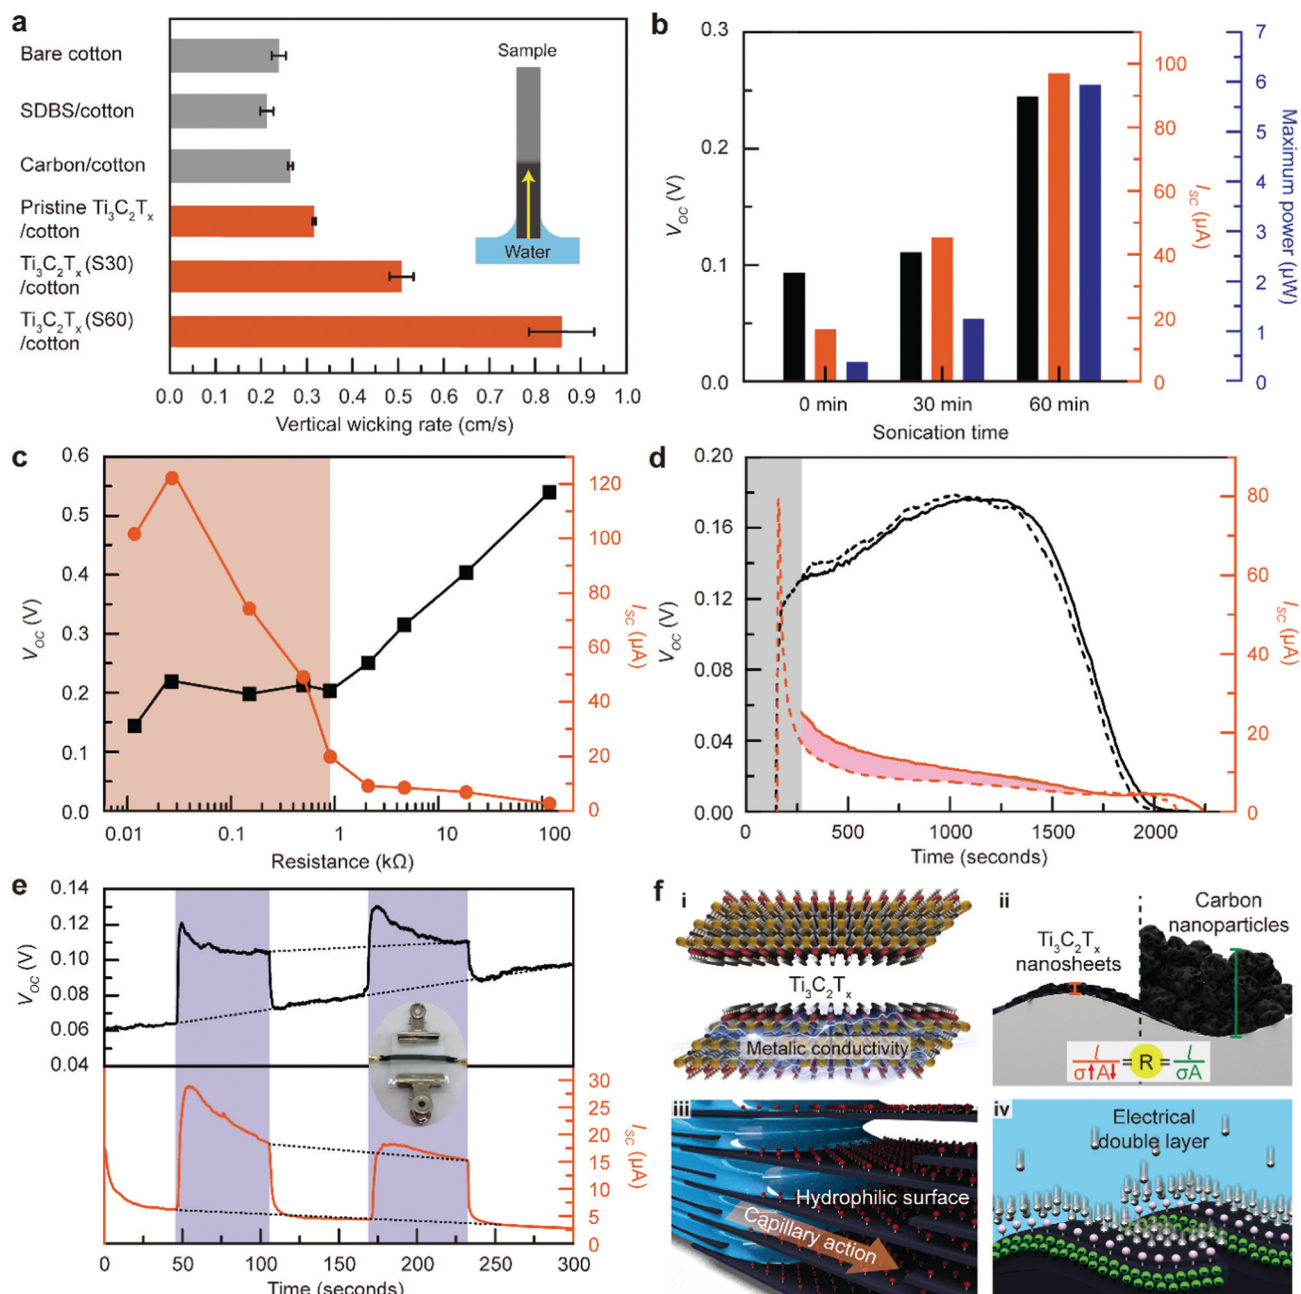 a
Bare cotton
SDBS/cotton
Carbon/cotton
Pristine Ti₃C₂Tₓ
/cotton
Ti₃C₂Tₓ (S30)
/cotton
Ti₃C₂Tₓ (S60)
/cotton
Sample
Water
0.0 0.1 0.2 0.3 0.4 0.5 0.6 0.7 0.8 0.9 1.0
Vertical wicking rate (cm/s)
b
0.3
0.2
0.1
0.0
V_OC (V)
100
80
60
40
20
0
I_SC (μA)
7
6
5
4
3
2
1
0
Maximum power (μW)
0 min 30 min 60 min
Sonication time
c
0.6
0.5
0.4
0.3
0.2
0.1
0.0
V_OC (V)
120
100
80
60
40
20
0
I_SC (μA)
0.01 0.1 1 10 100
Resistance (kΩ)
d
0.20
0.16
0.12
0.08
0.04
0.00
V_OC (V)
80
60
40
20
0
I_SC (μA)
0 500 1000 1500 2000
Time (seconds)
e
0.14
0.12
0.10
0.08
0.06
0.04
V_OC (V)
30
25
20
15
10
5
0
I_SC (μA)
0 50 100 150 200 250 300
Time (seconds)
f
i
Ti₃C₂Tₓ
Metalic conductivity
ii
Carbon
nanoparticles
Ti₃C₂Tₓ
nanosheets
l/σ↑A↓ = R = l/σA
iii
Hydrophilic surface
Capillary action
iv
Electrical
double layer